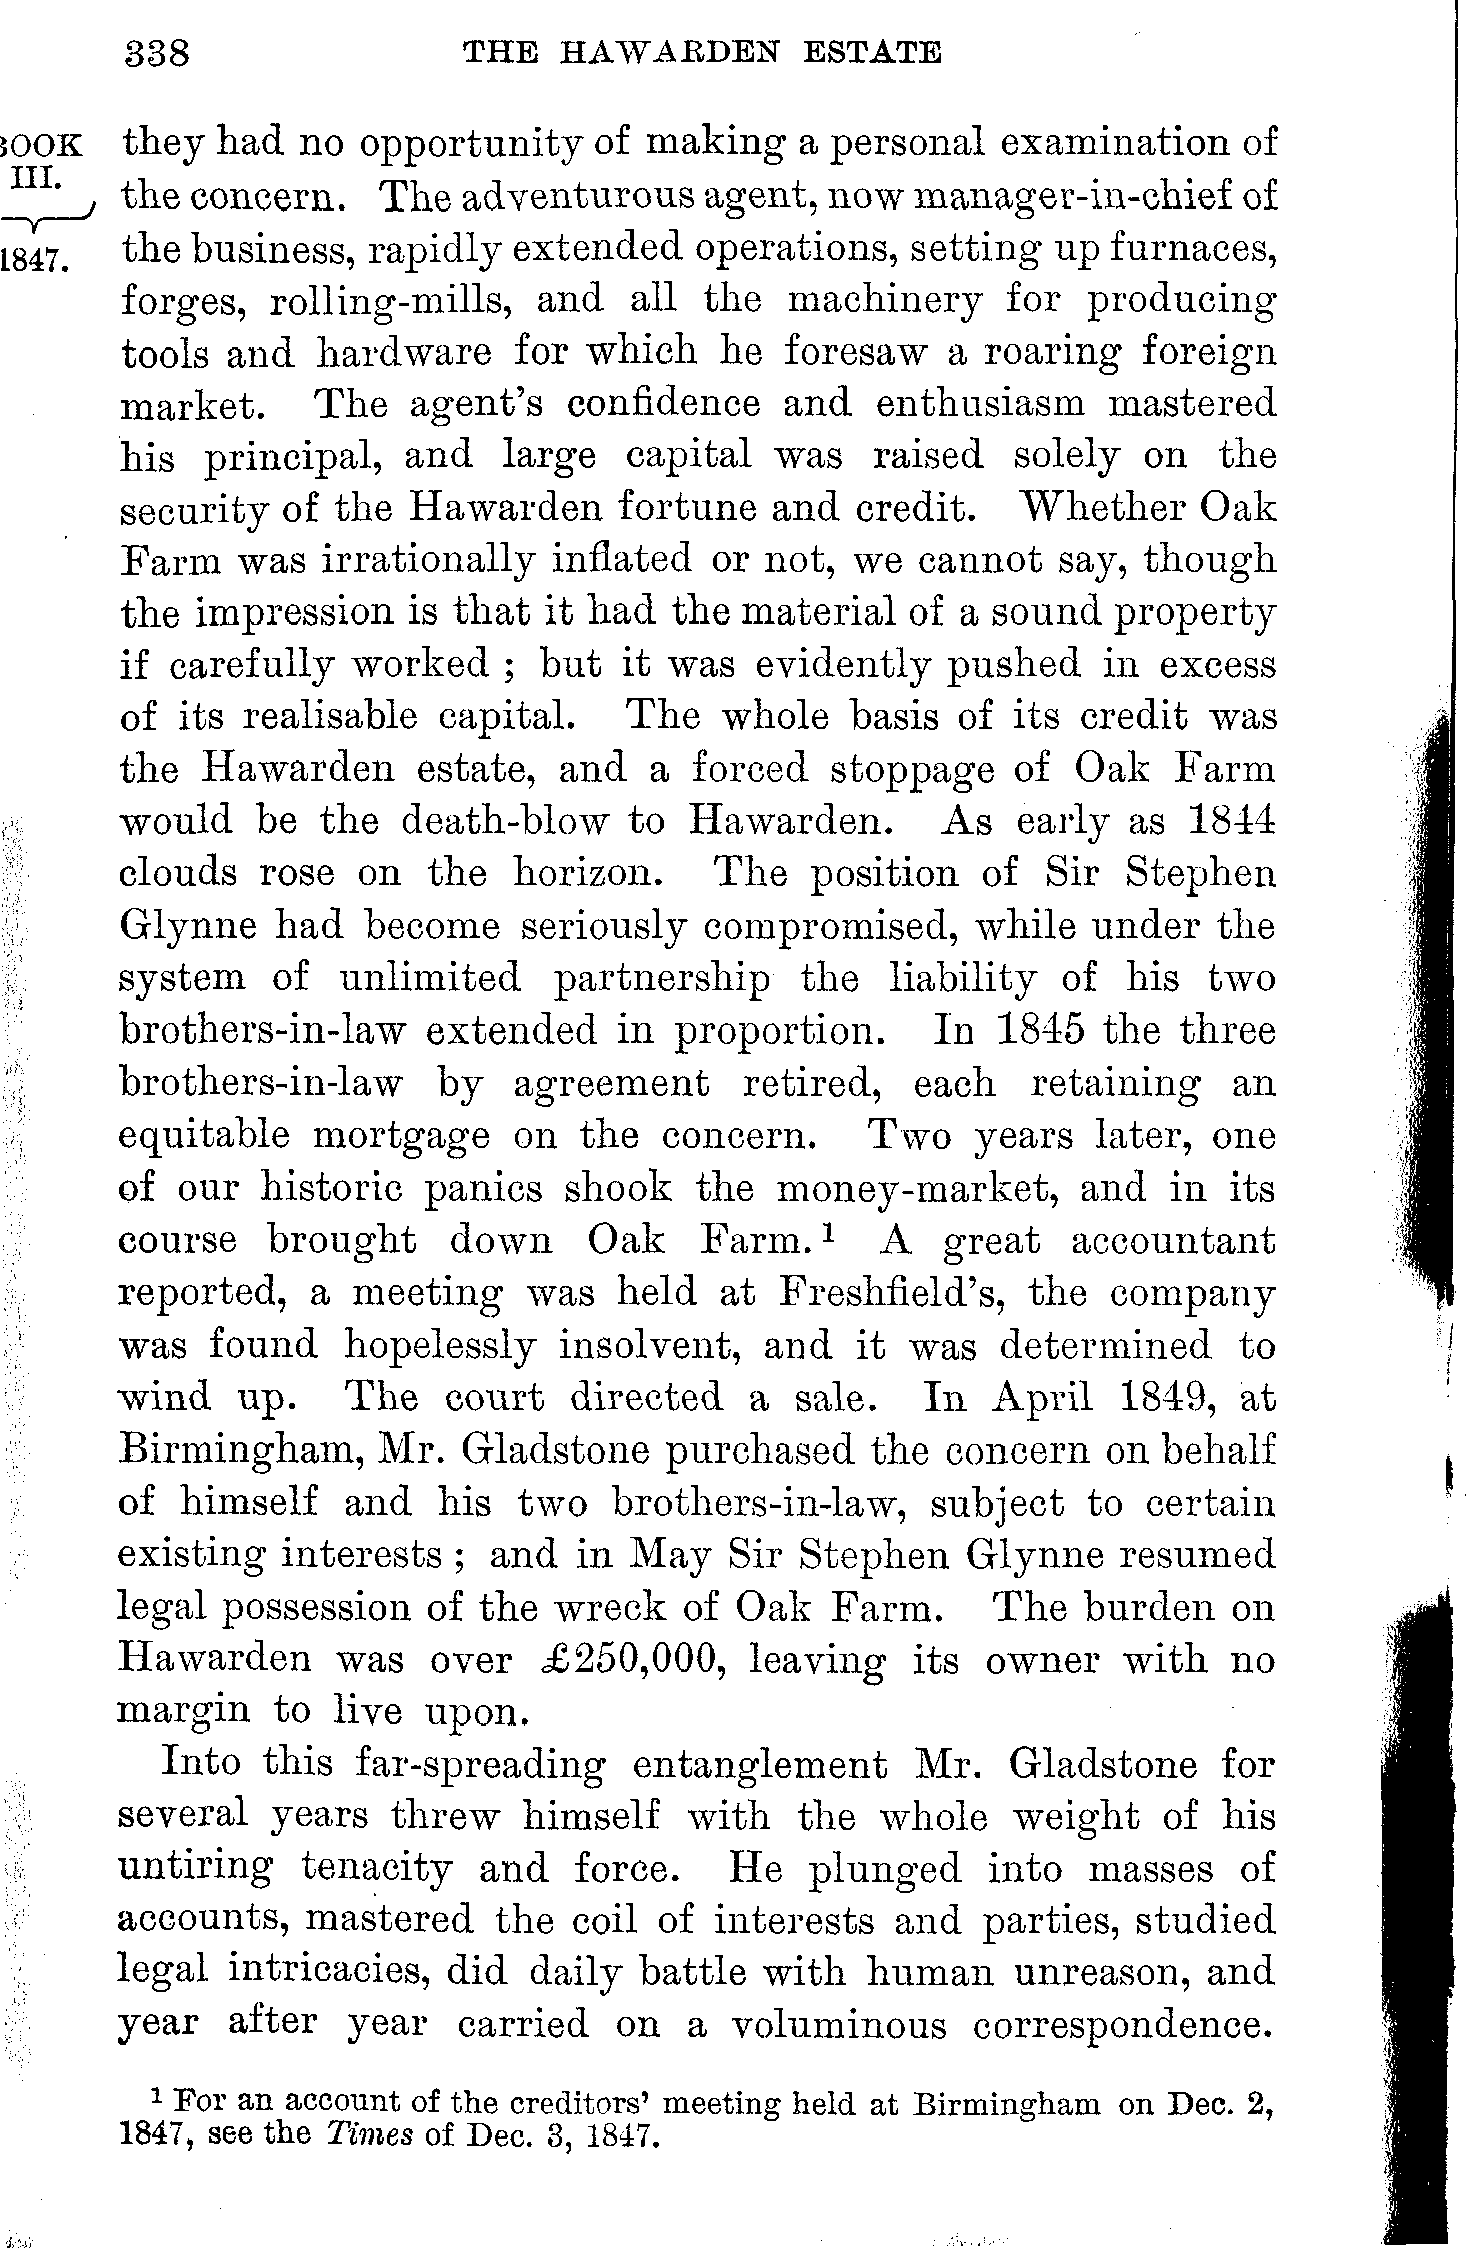 338 THE HAWARDEN ESTATE
BOOK
III.
1847.
they had no opportunity of making a personal examination of
the concern. The adventurous agent, now manager-in-chief of
the business, rapidly extended operations, setting up furnaces,
forges, rolling-mills, and all the machinery for producing
tools and hardware for which he foresaw a roaring foreign
market. The agent's confidence and enthusiasm mastered
his principal, and large capital was raised solely on the
security of the Hawarden fortune and credit. Whether Oak
Farm was irrationally inflated or not, we cannot say, though
the impression is that it had the material of a sound property
if carefully worked ; but it was evidently pushed in excess
of its realisable capital. The whole basis of its credit was
the Hawarden estate, and a forced stoppage of Oak Farm
would be the death-blow to Hawarden. As early as 1844
clouds rose on the horizon. The position of Sir Stephen
Glynne had become seriously compromised, while under the
system of unlimited partnership the liability of his two
brothers-in-law extended in proportion. In 1845 the three
brothers-in-law by agreement retired, each retaining an
equitable mortgage on the concern. Two years later, one
of our historic panics shook the money-market, and in its
course brought down Oak Farm.¹ A great accountant
reported, a meeting was held at Freshfield's, the company
was found hopelessly insolvent, and it was determined to
wind up. The court directed a sale. In April 1849, at
Birmingham, Mr. Gladstone purchased the concern on behalf
of himself and his two brothers-in-law, subject to certain
existing interests ; and in May Sir Stephen Glynne resumed
legal possession of the wreck of Oak Farm. The burden on
Hawarden was over £250,000, leaving its owner with no
margin to live upon.
Into this far-spreading entanglement Mr. Gladstone for
several years threw himself with the whole weight of his
untiring tenacity and force. He plunged into masses of
accounts, mastered the coil of interests and parties, studied
legal intricacies, did daily battle with human unreason, and
year after year carried on a voluminous correspondence.
¹ For an account of the creditors' meeting held at Birmingham on Dec. 2,
1847, see the Times of Dec. 3, 1847.